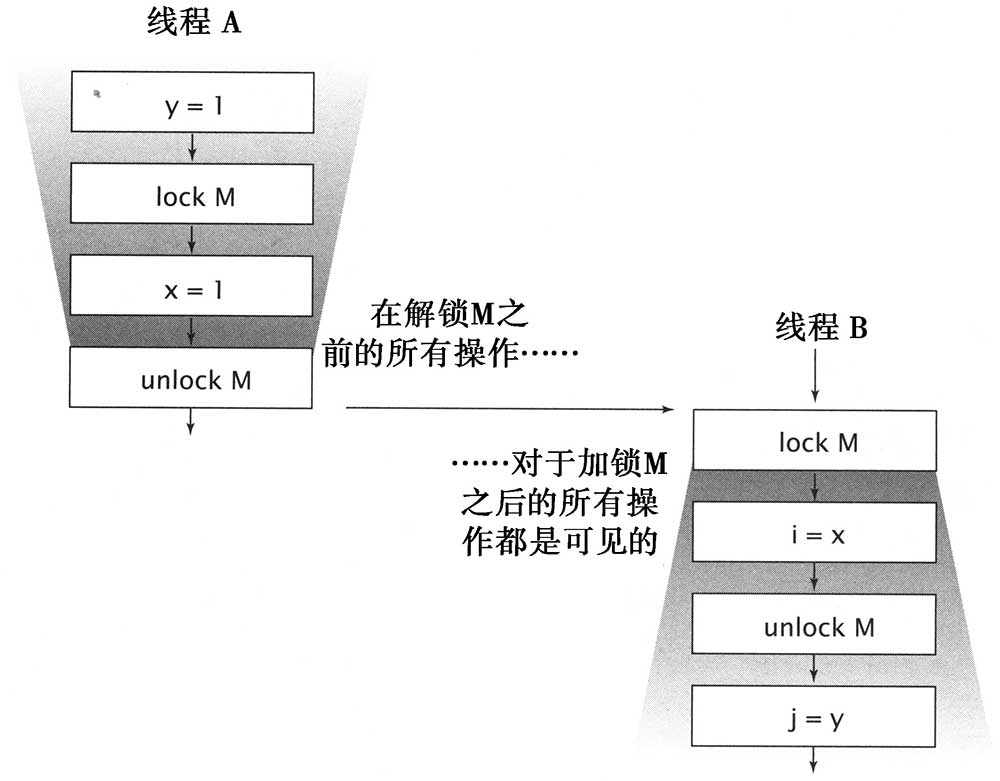 线程 A
y = 1
lock M
x = 1
unlock M
在解锁M之
前的所有操作……
线程 B
lock M
……对于加锁M
之后的所有操
作都是可见的
i = x
unlock M
j = y